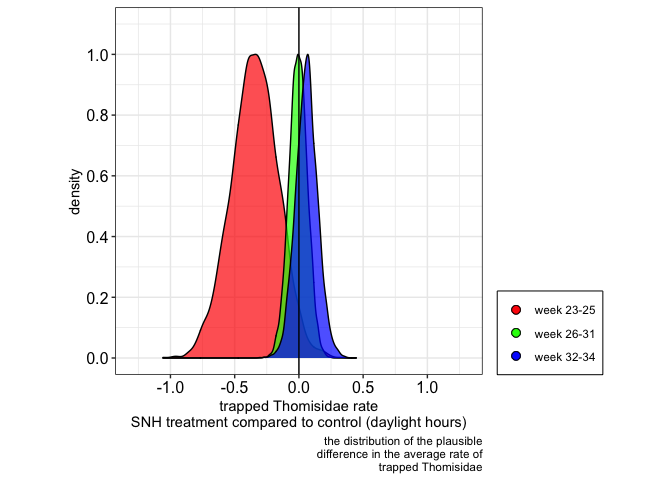 1.0
0.8
0.6
0.4
0.2
0.0
density
-1.0 -0.5 0.0 0.5 1.0
trapped Thomisidae rate
SNH treatment compared to control (daylight hours)
week 23-25
week 26-31
week 32-34
the distribution of the plausible
difference in the average rate of
trapped Thomisidae